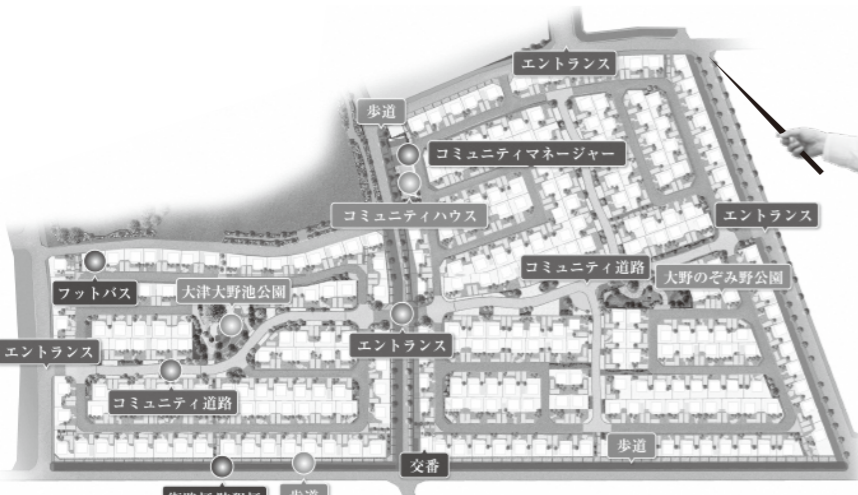 エントランス
歩道
コミュニティマネージャー
コミュニティハウス
エントランス
コミュニティ道路
大野のぞみ野公園
フットパス
大津大野池公園
エントランス
エントランス
コミュニティ道路
歩道
交番
歩道